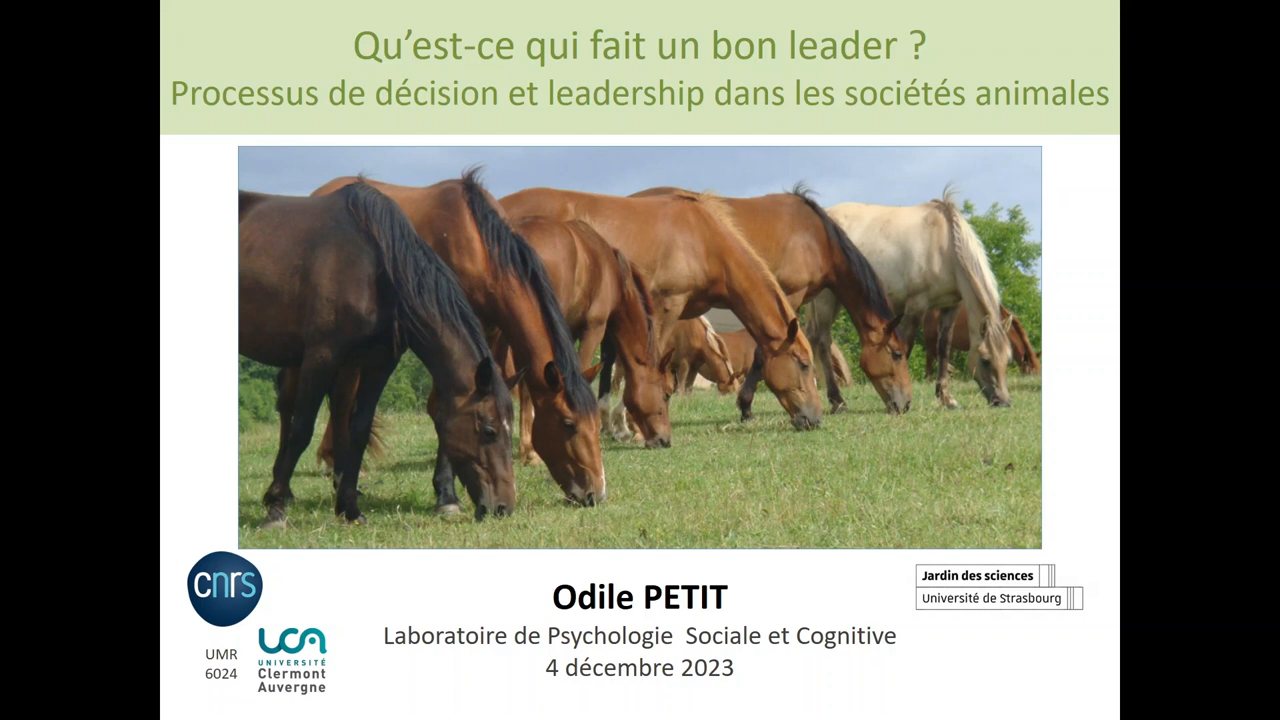 Qu’est-ce qui fait un bon leader ?
Processus de décision et leadership dans les sociétés animales
cnrs
UMR
6024
UCA
UNIVERSITÉ
Clermont
Auvergne
Odile PETIT
Laboratoire de Psychologie  Sociale et Cognitive
4 décembre 2023
Jardin des sciences
Université de Strasbourg